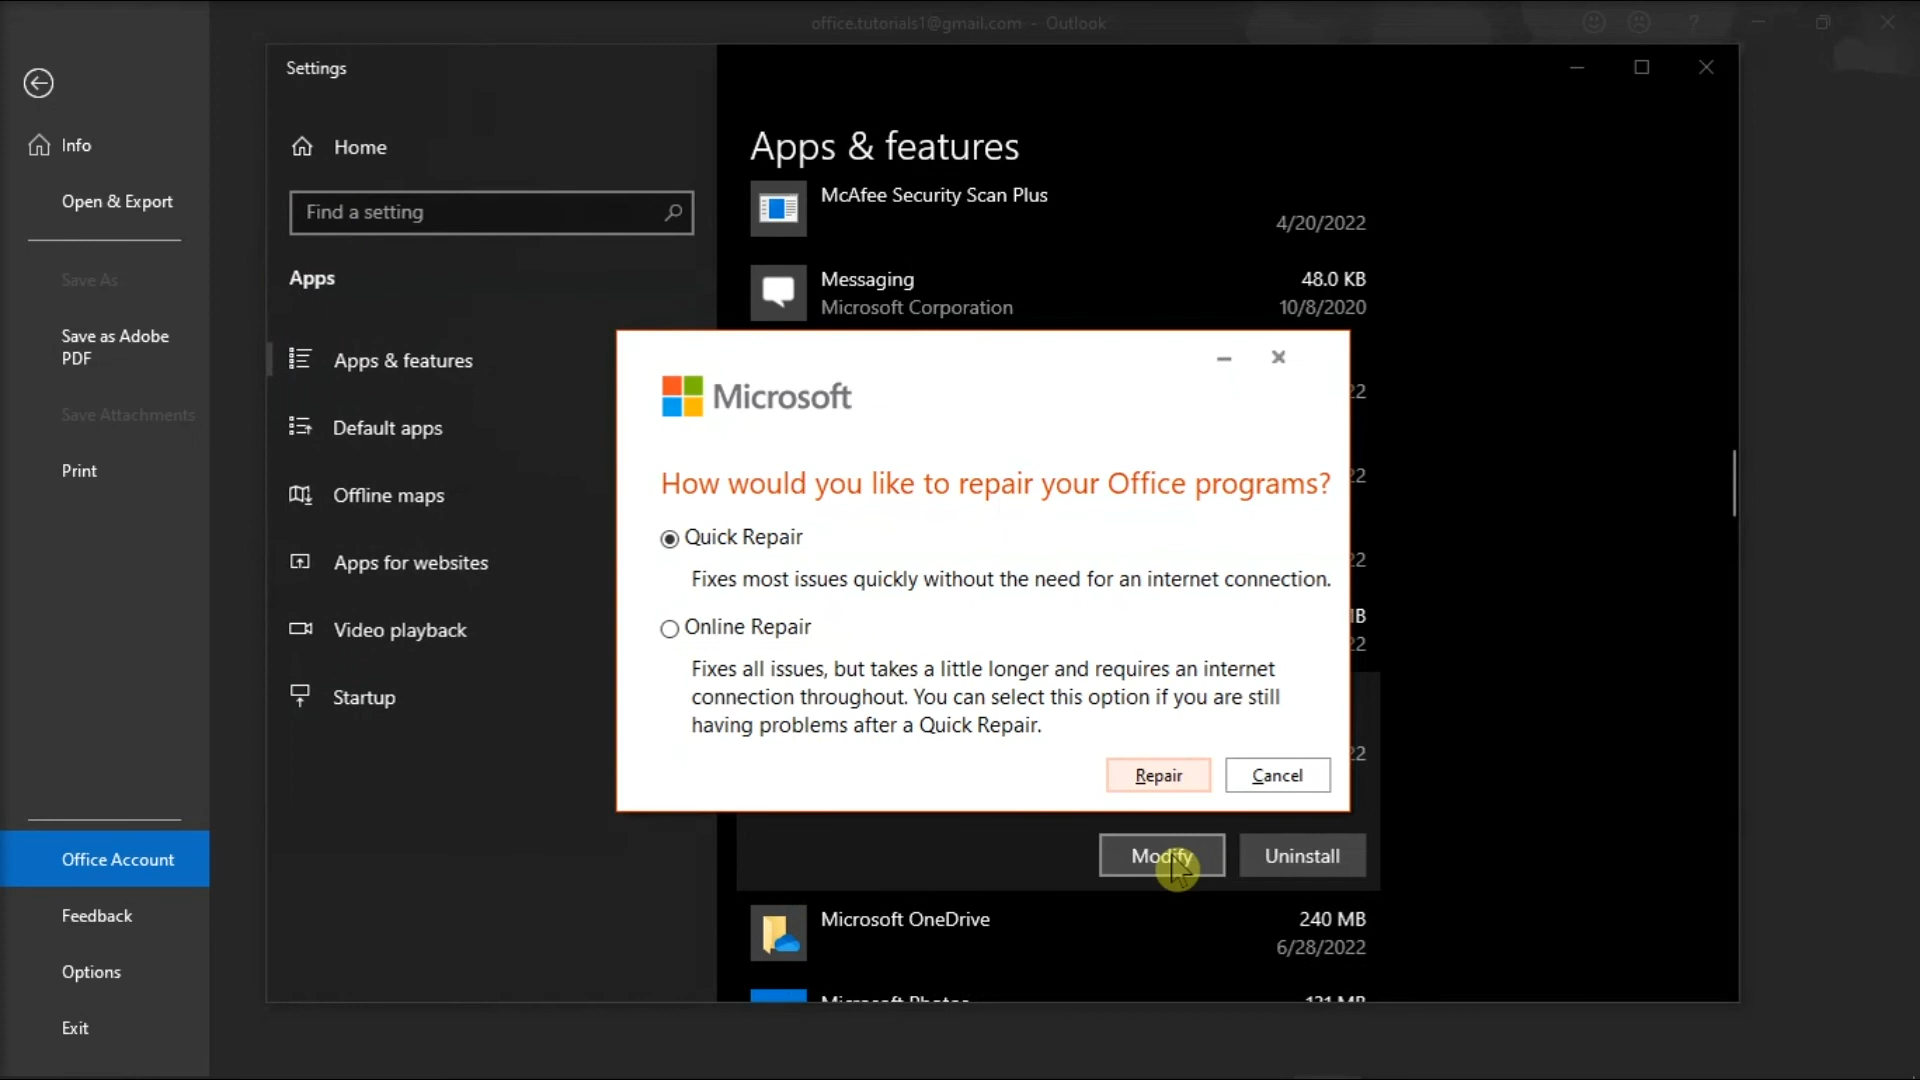 office.tutorials1@gmail.com - Outlook
Info
Open & Export
Save As
Save as Adobe
PDF
Save Attachments
Print
Office Account
Feedback
Options
Exit
Settings
Home
Find a setting
Apps
Apps & features
Default apps
Offline maps
Apps for websites
Video playback
Startup
Apps & features
McAfee Security Scan Plus
4/20/2022
Messaging 48.0 KB
Microsoft Corporation 10/8/2020
Microsoft
How would you like to repair your Office programs?
Quick Repair
Fixes most issues quickly without the need for an internet connection.
Online Repair
Fixes all issues, but takes a little longer and requires an internet
connection throughout. You can select this option if you are still
having problems after a Quick Repair.
Repair Cancel
Modify Uninstall
Microsoft OneDrive 240 MB
6/28/2022
Microsoft Photos 131 MB